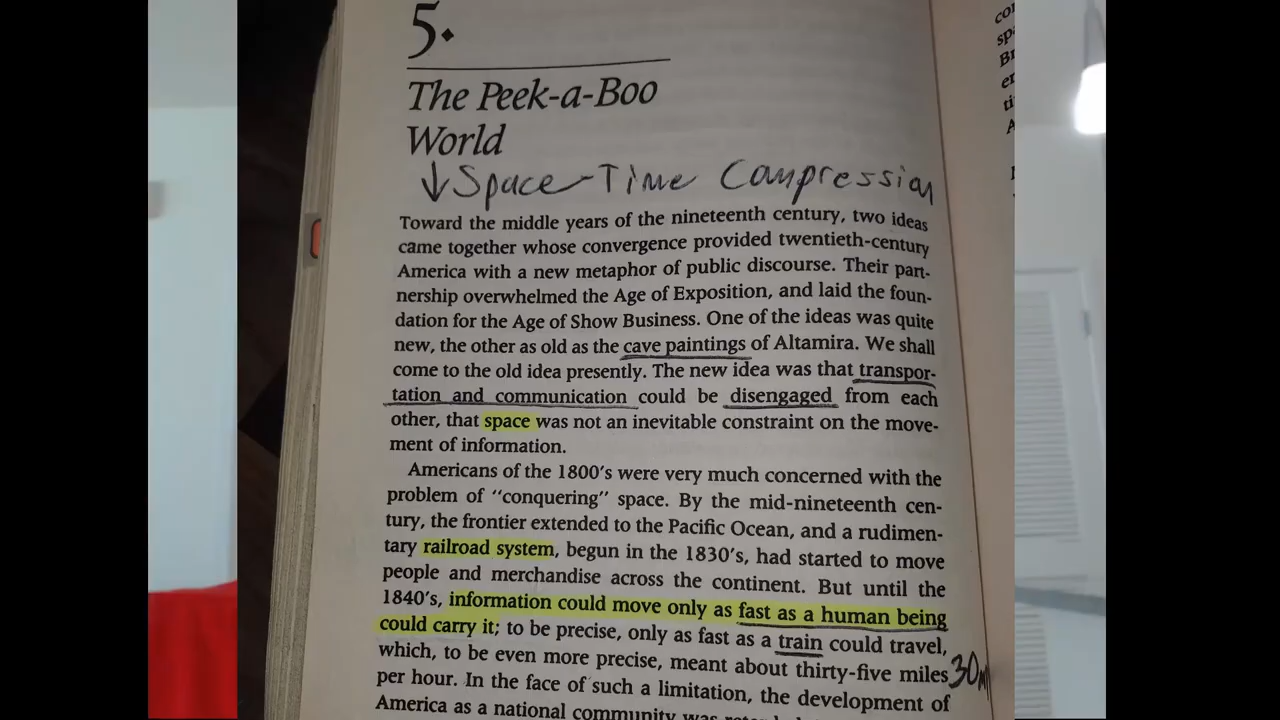 5.
The Peek-a-Boo
World
↓Space-Time Compression
Toward the middle years of the nineteenth century, two ideas
came together whose convergence provided twentieth-century
America with a new metaphor of public discourse. Their part-
nership overwhelmed the Age of Exposition, and laid the foun-
dation for the Age of Show Business. One of the ideas was quite
new, the other as old as the cave paintings of Altamira. We shall
come to the old idea presently. The new idea was that transpor-
tation and communication could be disengaged from each
other, that space was not an inevitable constraint on the move-
ment of information.
Americans of the 1800's were very much concerned with the
problem of "conquering" space. By the mid-nineteenth cen-
tury, the frontier extended to the Pacific Ocean, and a rudimen-
tary railroad system, begun in the 1830's, had started to move
people and merchandise across the continent. But until the
1840's, information could move only as fast as a human being
could carry it; to be precise, only as fast as a train could travel,
which, to be even more precise, meant about thirty-five miles
30m
per hour. In the face of such a limitation, the development of
America as a national community was